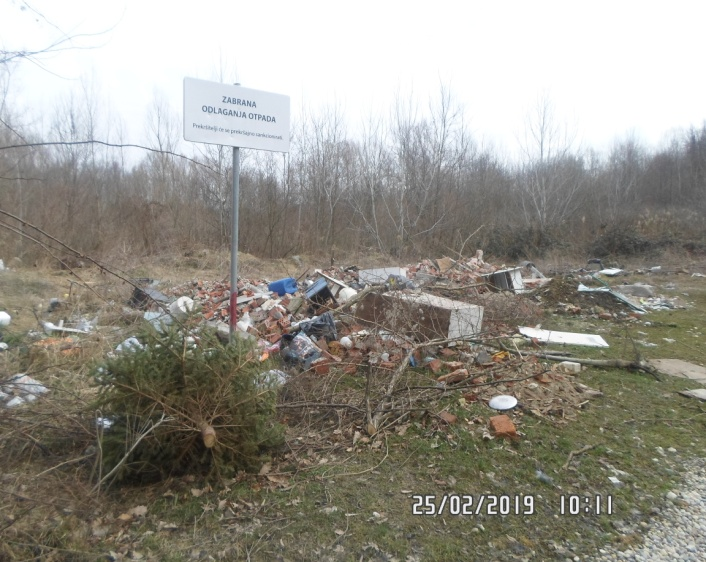 ZABRANA
ODLAGANJA OTPADA
Prekršitelji će se prekršajno sankcionirati.
25/02/2019 10:11